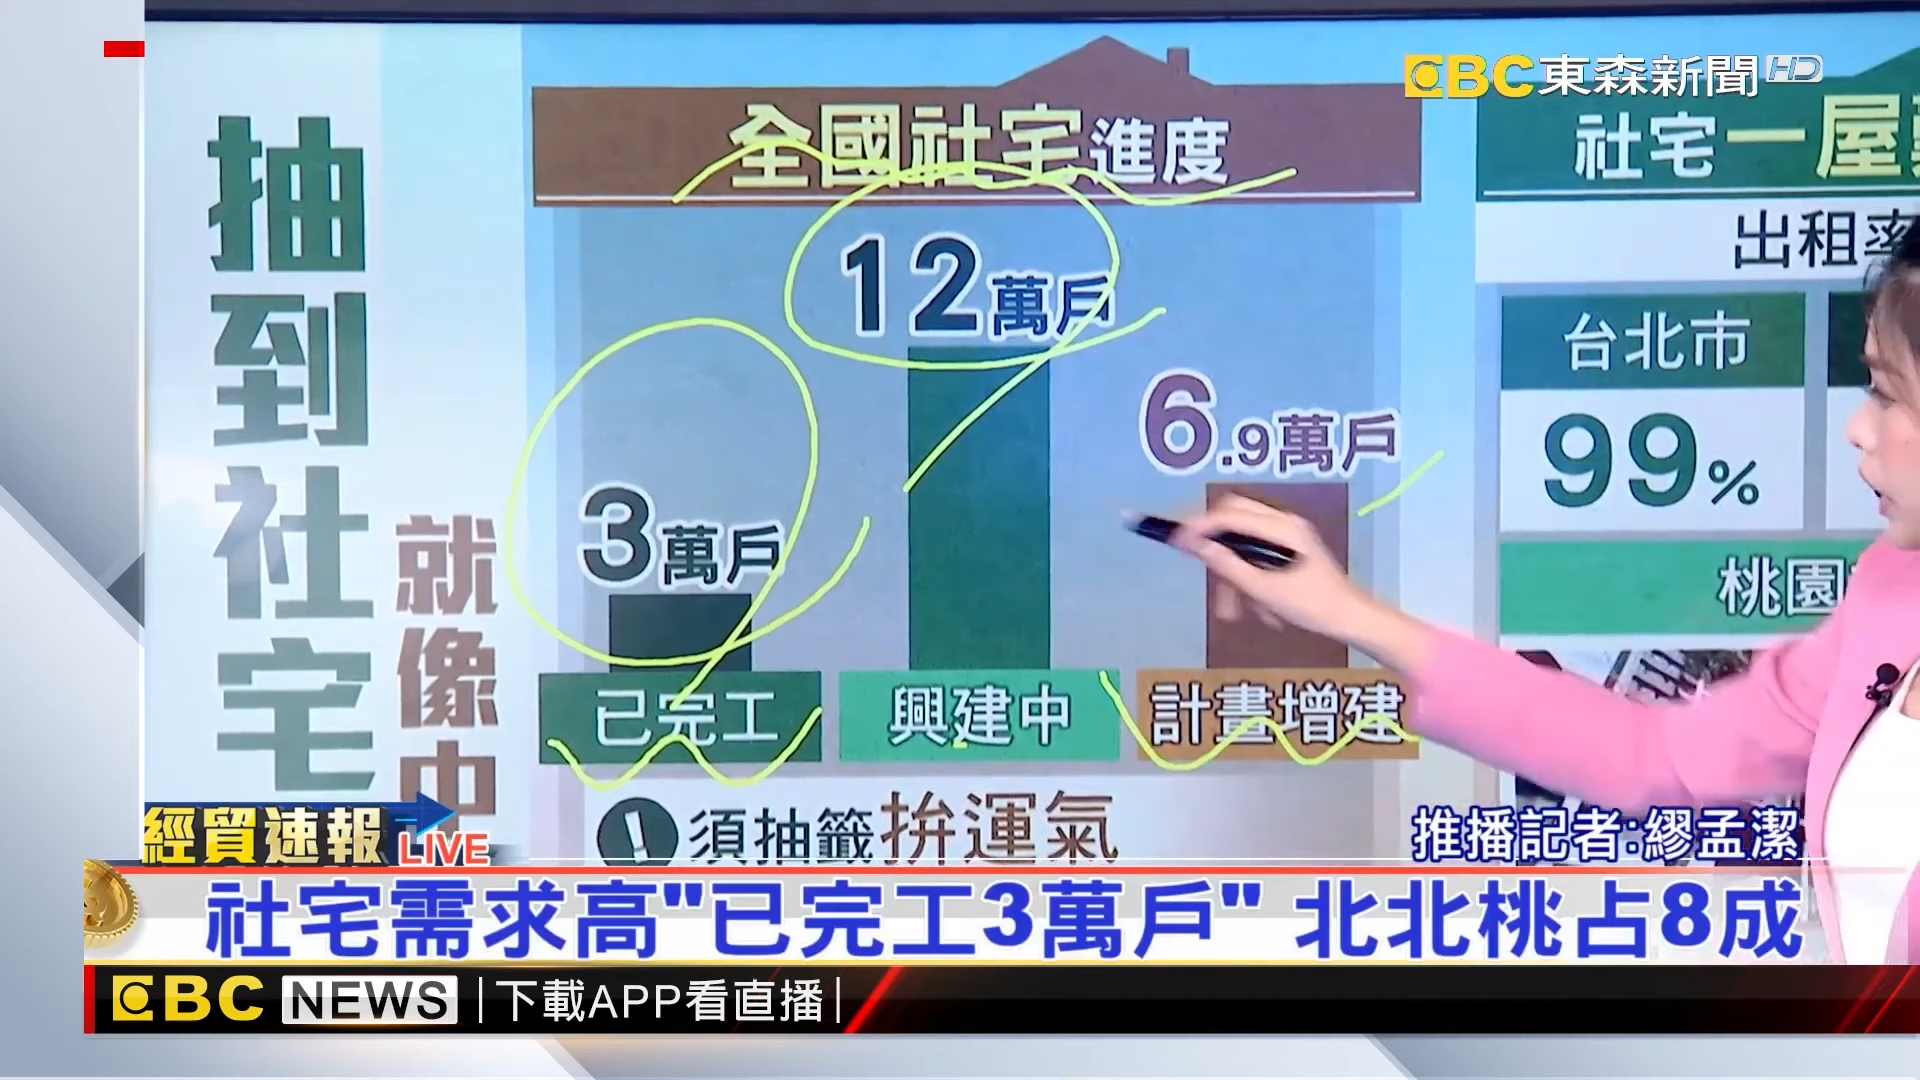 EBC東森新聞HD
抽到社宅
就像中
全國社宅進度
12萬戶
6.9萬戶
3萬戶
已完工
興建中
計畫增建
須抽籤拚運氣
社宅一屋
出租率
台北市
99%
桃園
經貿速報
LIVE
推播記者:繆孟潔
社宅需求高"已完工3萬戶" 北北桃占8成
EBC NEWS |下載APP看直播|